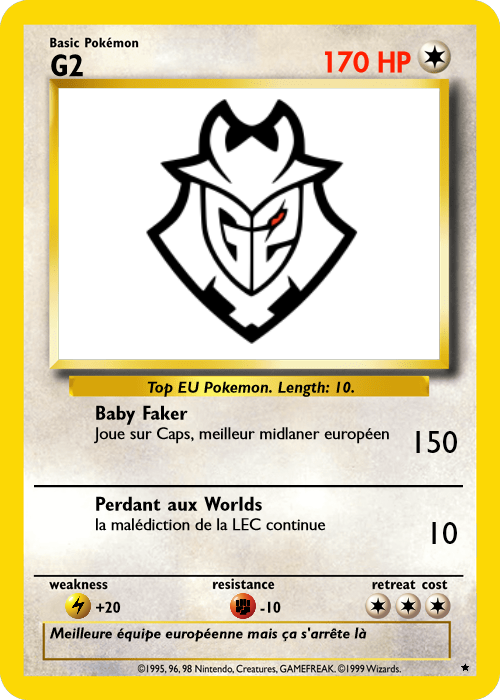 Basic Pokémon
G2
170 HP
G2
Top EU Pokemon. Length: 10.
Baby Faker
Joue sur Caps, meilleur midlaner européen
150
Perdant aux Worlds
la malédiction de la LEC continue
10
weakness resistance retreat cost
+20 -10
Meilleure équipe européenne mais ça s'arrête là
©1995, 96, 98 Nintendo, Creatures, GAMEFREAK. ©1999 Wizards.